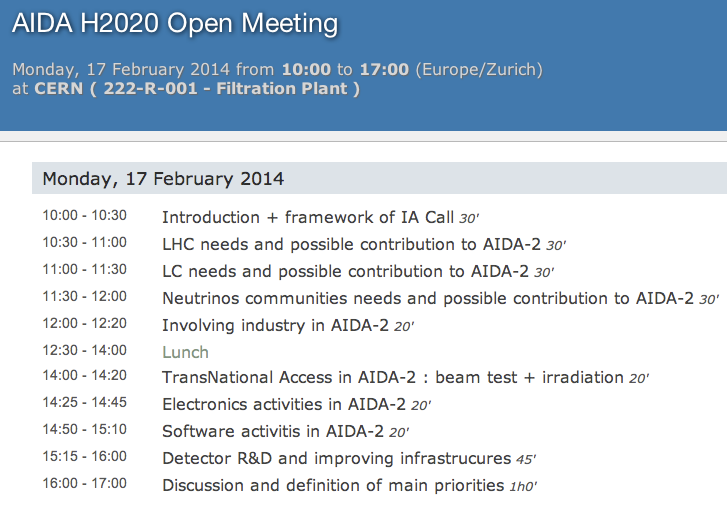 AIDA H2020 Open Meeting
Monday, 17 February 2014 from 10:00 to 17:00 (Europe/Zurich)
at CERN ( 222-R-001 - Filtration Plant )
Monday, 17 February 2014
10:00 - 10:30 Introduction + framework of IA Call 30'
10:30 - 11:00 LHC needs and possible contribution to AIDA-2 30'
11:00 - 11:30 LC needs and possible contribution to AIDA-2 30'
11:30 - 12:00 Neutrinos communities needs and possible contribution to AIDA-2 30'
12:00 - 12:20 Involving industry in AIDA-2 20'
12:30 - 14:00 Lunch
14:00 - 14:20 TransNational Access in AIDA-2 : beam test + irradiation 20'
14:25 - 14:45 Electronics activities in AIDA-2 20'
14:50 - 15:10 Software activitis in AIDA-2 20'
15:15 - 16:00 Detector R&D and improving infrastrucures 45'
16:00 - 17:00 Discussion and definition of main priorities 1h0'